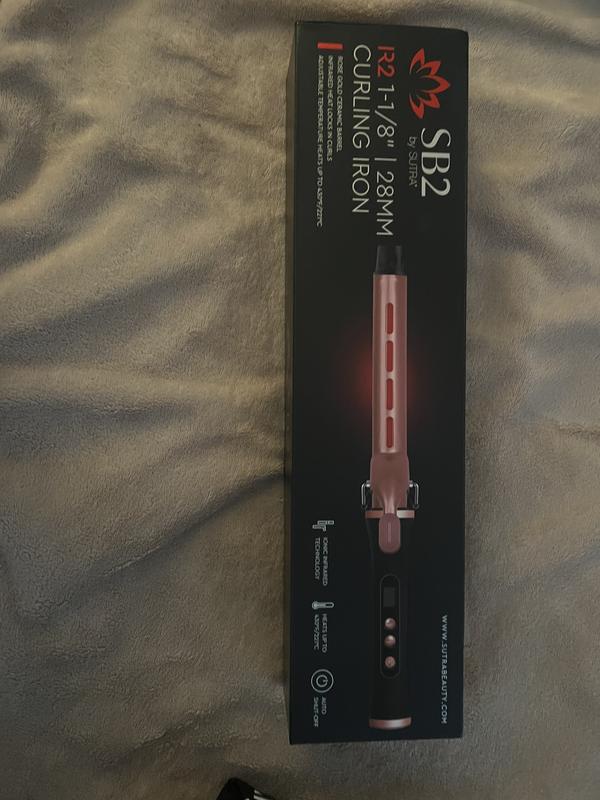 SB2
by SUTRA
IR2 1-1/8" | 28MM
CURLING IRON
ROSE GOLD CERAMIC BARREL
INFRARED HEAT LOCKS IN CURLS
ADJUSTABLE TEMPERATURE HEATS UP TO 430°F/221°C
IONIC INFRARED
TECHNOLOGY
HEATS UP TO
430°F/221°C
AUTO
SHUT-OFF
WWW.SUTRABEAUTY.COM